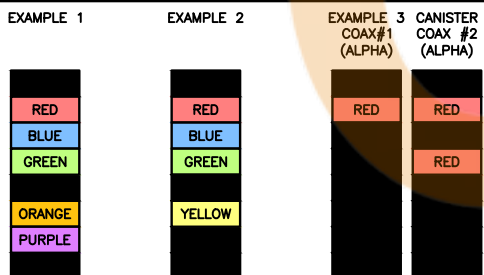 EXAMPLE 1
EXAMPLE 2
EXAMPLE 3 CANISTER
COAX#1 COAX #2
(ALPHA) (ALPHA)
RED RED RED RED
BLUE BLUE
GREEN GREEN RED
ORANGE YELLOW
PURPLE